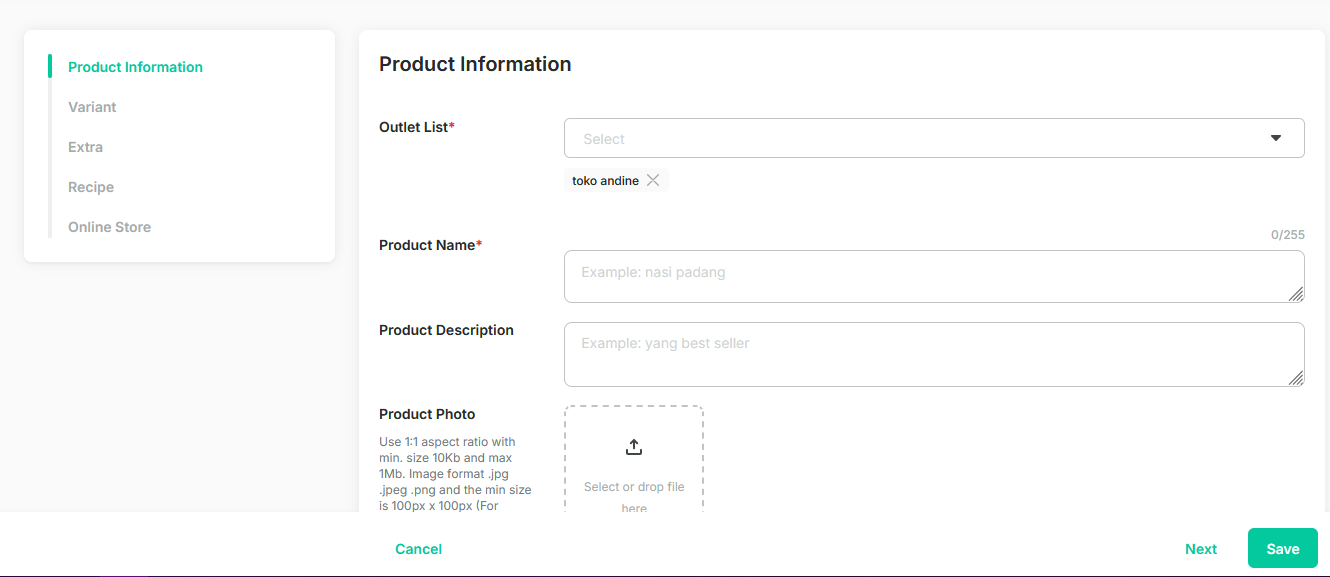 Product Information
Variant
Extra
Recipe
Online Store
Product Information
Outlet List*
Select
toko andine
0/255
Product Name*
Example: nasi padang
Product Description
Example: yang best seller
Product Photo
Use 1:1 aspect ratio with
min. size 10Kb and max
1Mb. Image format .jpg
.jpeg .png and the min size
is 100px x 100px (For
Select or drop file
here
Cancel
Next
Save